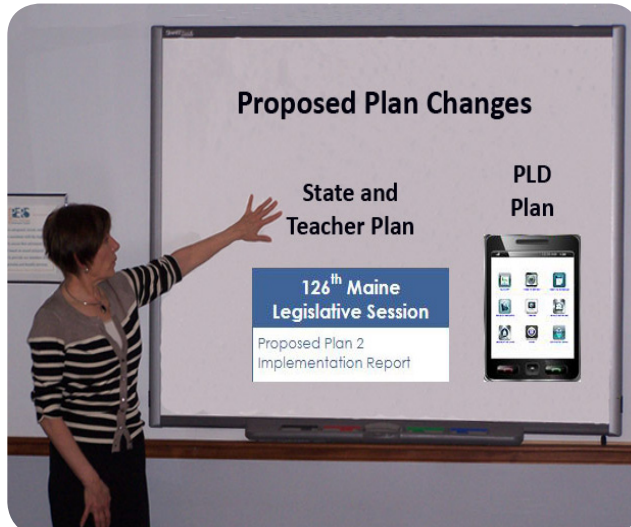 Proposed Plan Changes
State and
Teacher Plan
PLD
Plan
126th Maine
Legislative Session
Proposed Plan 2
Implementation Report